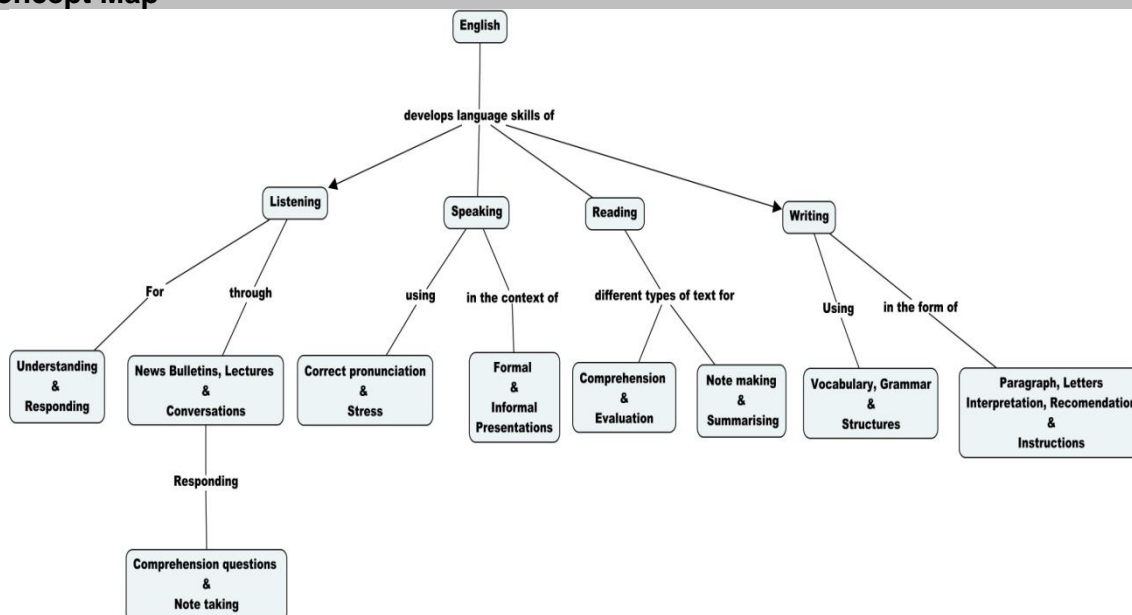 English
develops language skills of
Listening
Speaking
Reading
Writing
For
through
using
in the context of
different types of text for
Using
in the form of
Understanding
&
Responding
News Bulletins, Lectures
&
Conversations
Correct pronunciation
&
Stress
Formal
&
Informal
Presentations
Comprehension
&
Evaluation
Note making
&
Summarising
Vocabulary, Grammar
&
Structures
Paragraph, Letters
Interpretation, Recomendation
&
Instructions
Responding
Comprehension questions
&
Note taking